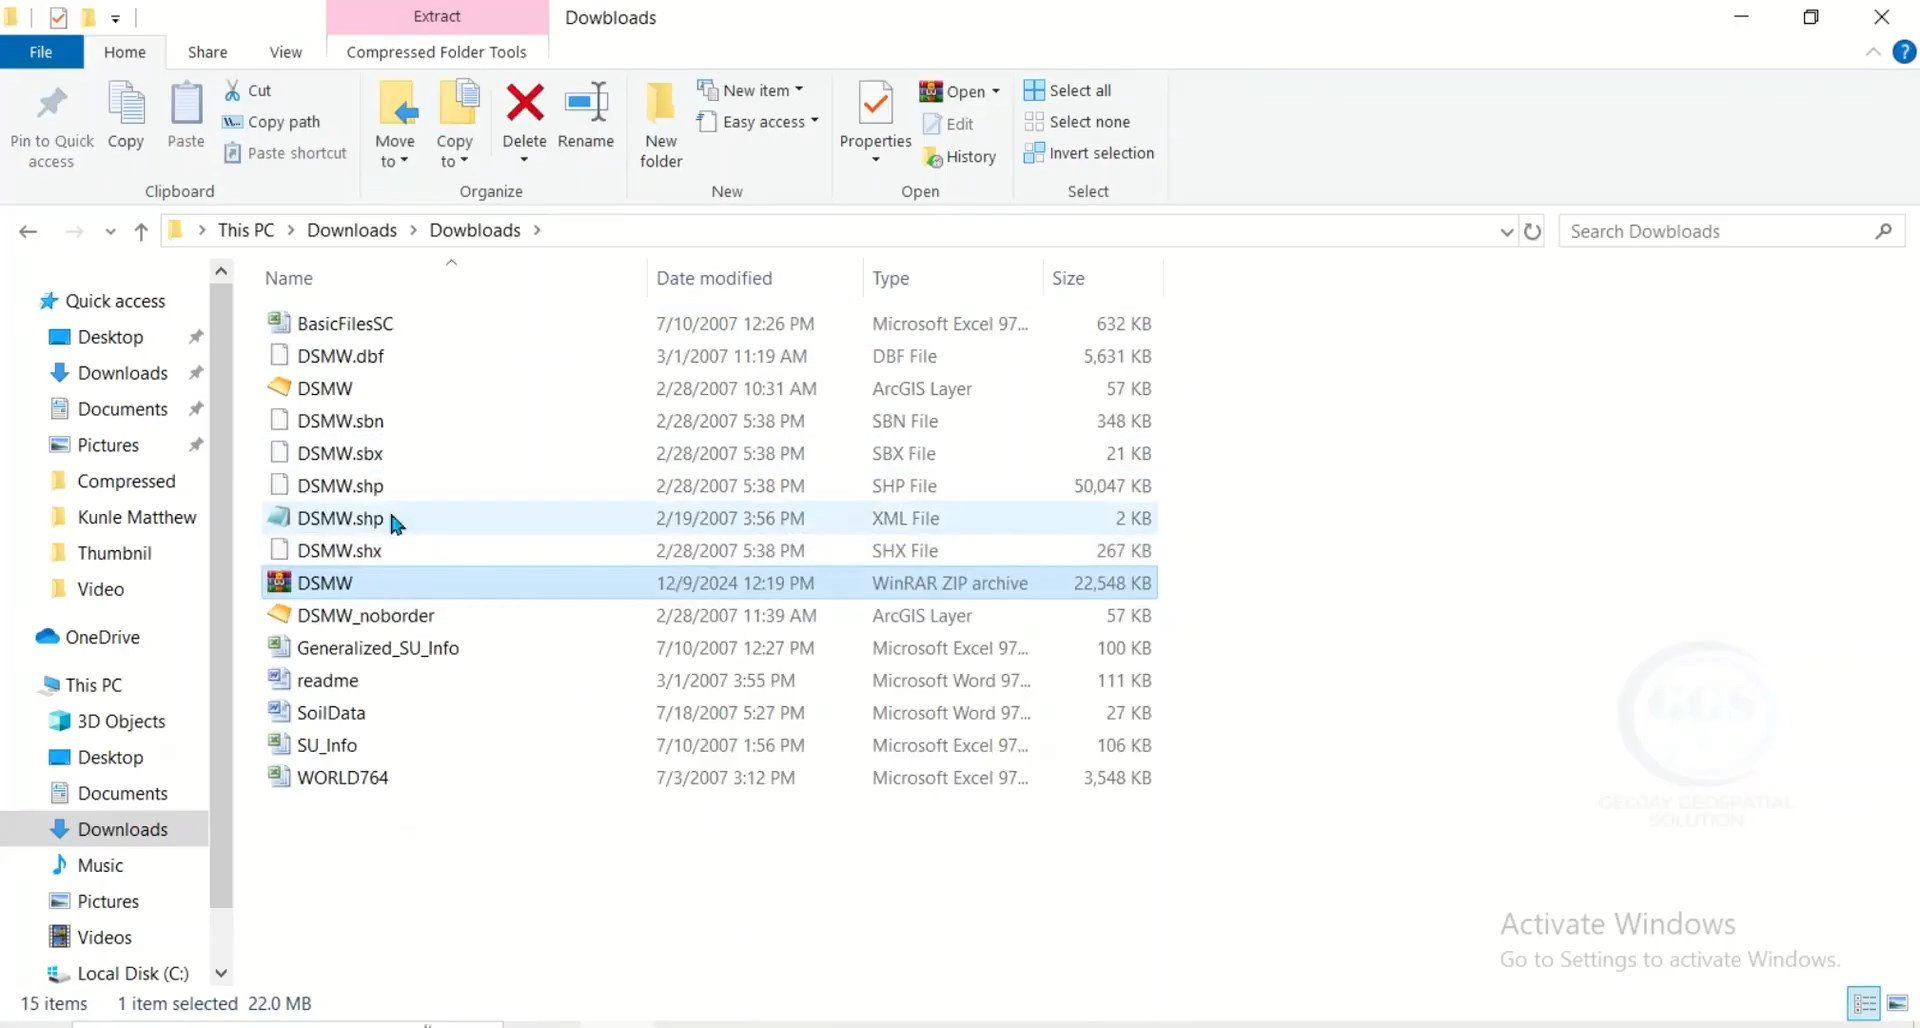 Extract
Dowbloads
File
Home
Share
View
Compressed Folder Tools
Pin to Quick access
Copy
Paste
Cut
Copy path
Paste shortcut
Clipboard
Move to
Copy to
Delete
Rename
Organize
New folder
New item
Easy access
New
Properties
Open
Edit
History
Open
Select all
Select none
Invert selection
Select
This PC
Downloads
Dowbloads
Search Dowbloads
Quick access
Desktop
Downloads
Documents
Pictures
Compressed
Kunle Matthew
Thumbnil
Video
OneDrive
This PC
3D Objects
Desktop
Documents
Downloads
Music
Pictures
Videos
Local Disk (C:)
Name Date modified Type Size
BasicFilesSC 7/10/2007 12:26 PM Microsoft Excel 97... 632 KB
DSMW.dbf 3/1/2007 11:19 AM DBF File 5,631 KB
DSMW 2/28/2007 10:31 AM ArcGIS Layer 57 KB
DSMW.sbn 2/28/2007 5:38 PM SBN File 348 KB
DSMW.sbx 2/28/2007 5:38 PM SBX File 21 KB
DSMW.shp 2/28/2007 5:38 PM SHP File 50,047 KB
DSMW.shp 2/19/2007 3:56 PM XML File 2 KB
DSMW.shx 2/28/2007 5:38 PM SHX File 267 KB
DSMW 12/9/2024 12:19 PM WinRAR ZIP archive 22,548 KB
DSMW_noborder 2/28/2007 11:39 AM ArcGIS Layer 57 KB
Generalized_SU_Info 7/10/2007 12:27 PM Microsoft Excel 97... 100 KB
readme 3/1/2007 3:55 PM Microsoft Word 97... 111 KB
SoilData 7/18/2007 5:27 PM Microsoft Word 97... 27 KB
SU_Info 7/10/2007 1:56 PM Microsoft Excel 97... 106 KB
WORLD764 7/3/2007 3:12 PM Microsoft Excel 97... 3,548 KB
GEOJAY GEOSPATIAL
SOLUTION
Activate Windows
Go to Settings to activate Windows.
15 items 1 item selected 22.0 MB